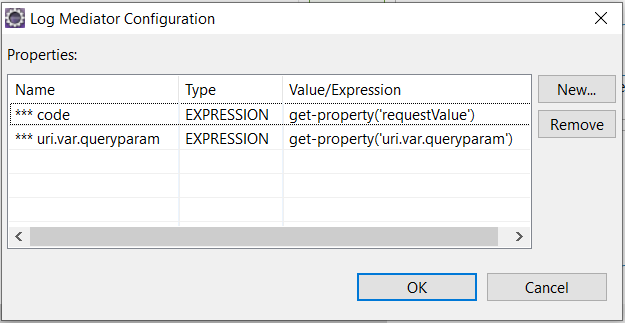 Log Mediator Configuration
Properties:
Name Type Value/Expression
*** code EXPRESSION get-property('requestValue')
*** uri.var.queryparam EXPRESSION get-property('uri.var.queryparam')
New...
Remove
OK Cancel